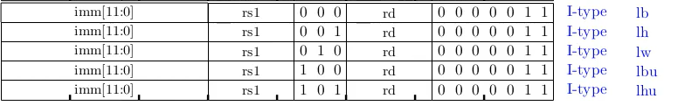 imm[11:0] rs1 0 0 0 rd 0 0 0 0 0 1 1 I-type lb
imm[11:0] rs1 0 0 1 rd 0 0 0 0 0 1 1 I-type lh
imm[11:0] rs1 0 1 0 rd 0 0 0 0 0 1 1 I-type lw
imm[11:0] rs1 1 0 0 rd 0 0 0 0 0 1 1 I-type lbu
imm[11:0] rs1 1 0 1 rd 0 0 0 0 0 1 1 I-type lhu